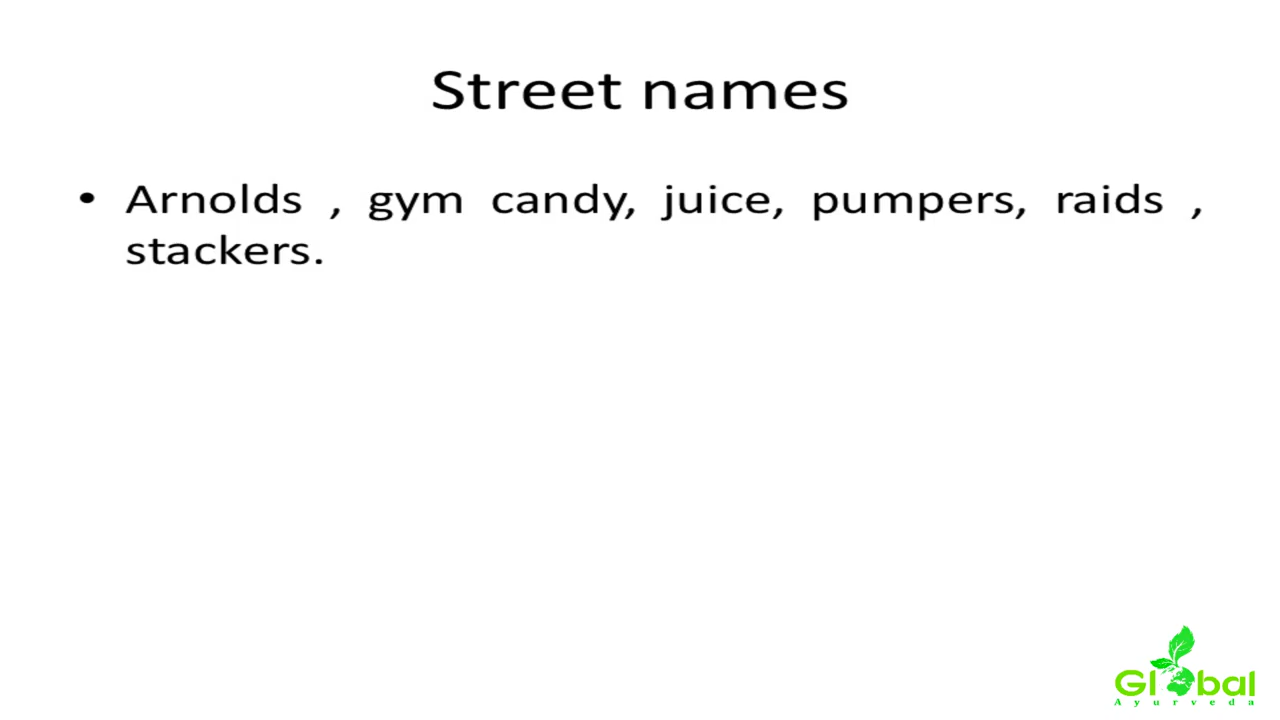 Street names
• Arnolds , gym candy, juice, pumpers, raids ,
stackers.
Global
Ayurveda